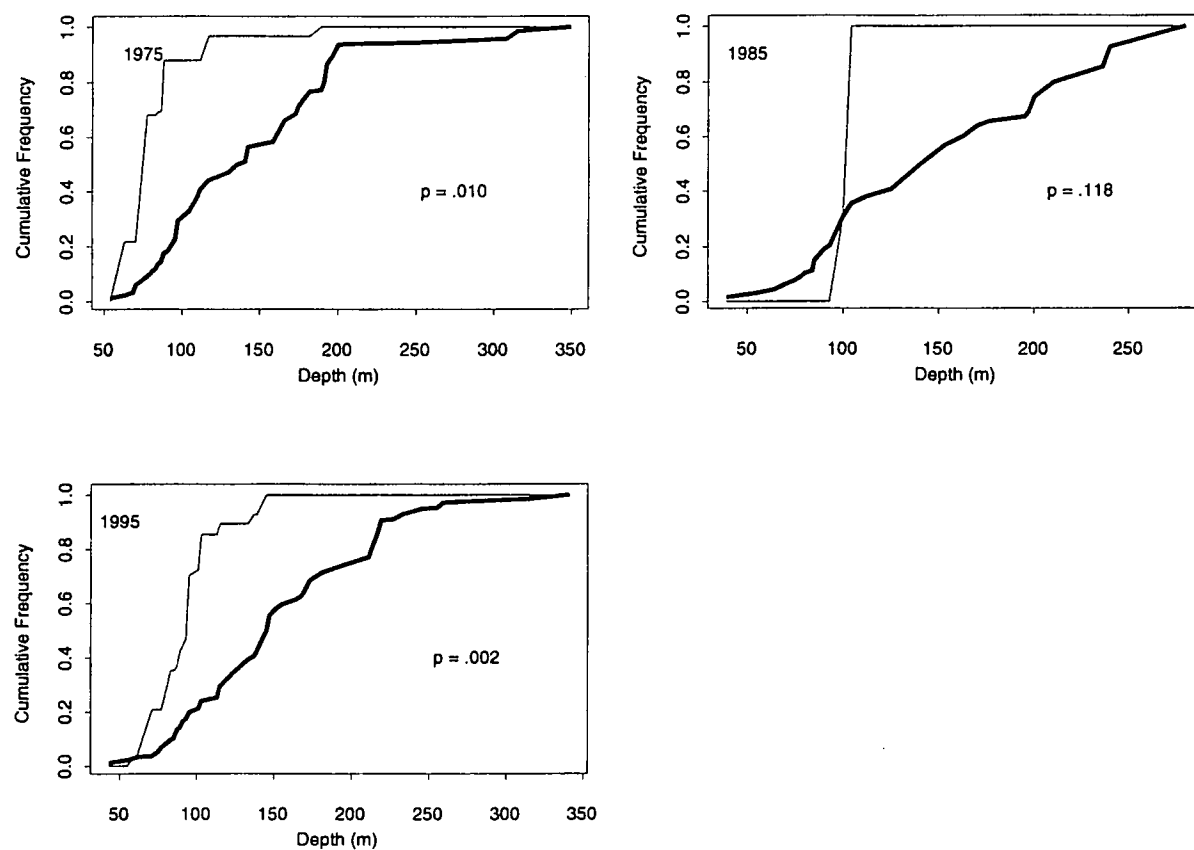 1975
Cumulative Frequency
0.0 0.2 0.4 0.6 0.8 1.0
p = .010
50 100 150 200 250 300 350
Depth (m)
1985
Cumulative Frequency
0.0 0.2 0.4 0.6 0.8 1.0
p = .118
50 100 150 200 250
Depth (m)
1995
Cumulative Frequency
0.0 0.2 0.4 0.6 0.8 1.0
p = .002
50 100 150 200 250 300 350
Depth (m)